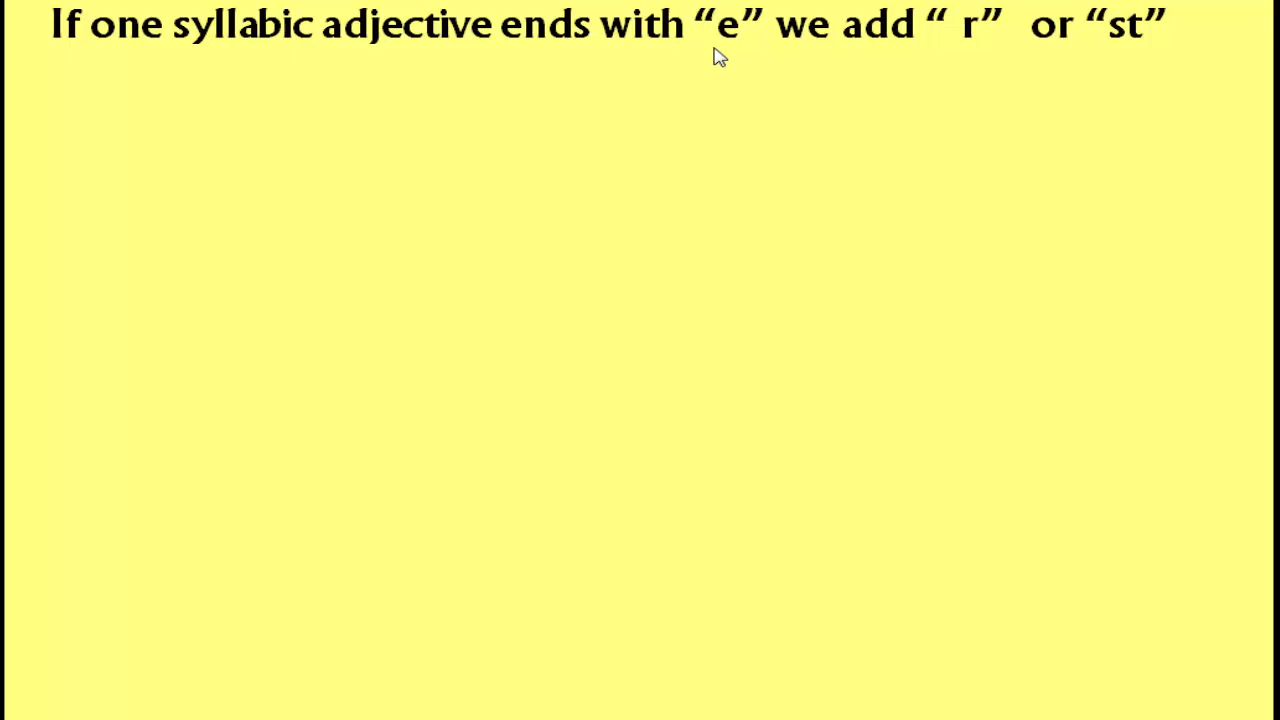 If one syllabic adjective ends with “e” we add “ r” or “st”